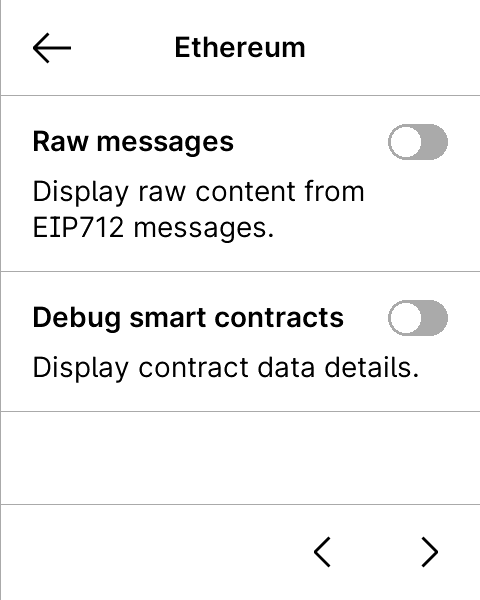 Ethereum
Raw messages
Display raw content from
EIP712 messages.
Debug smart contracts
Display contract data details.